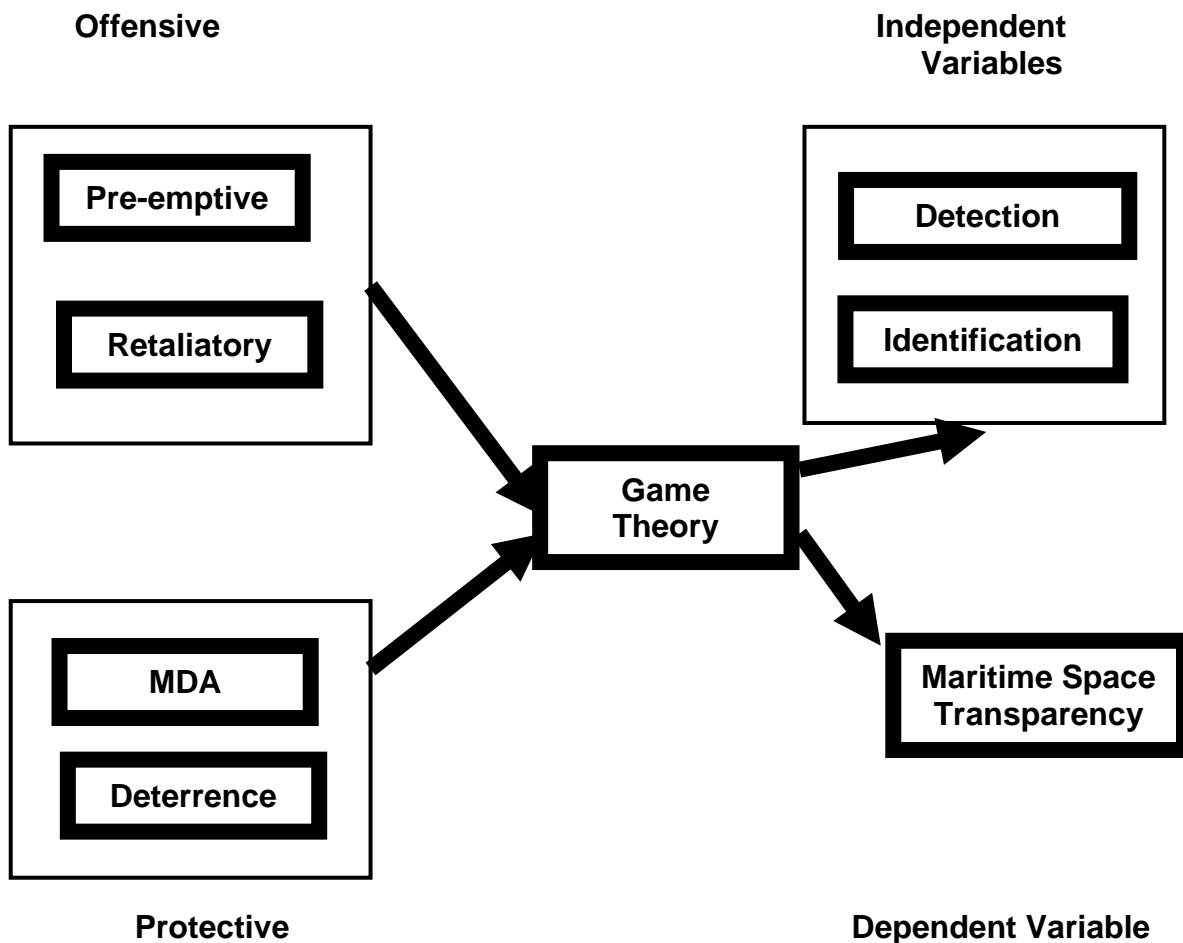 Offensive
Independent
Variables
Pre-emptive
Detection
Retaliatory
Identification
Game
Theory
MDA
Maritime Space
Transparency
Deterrence
Protective
Dependent Variable